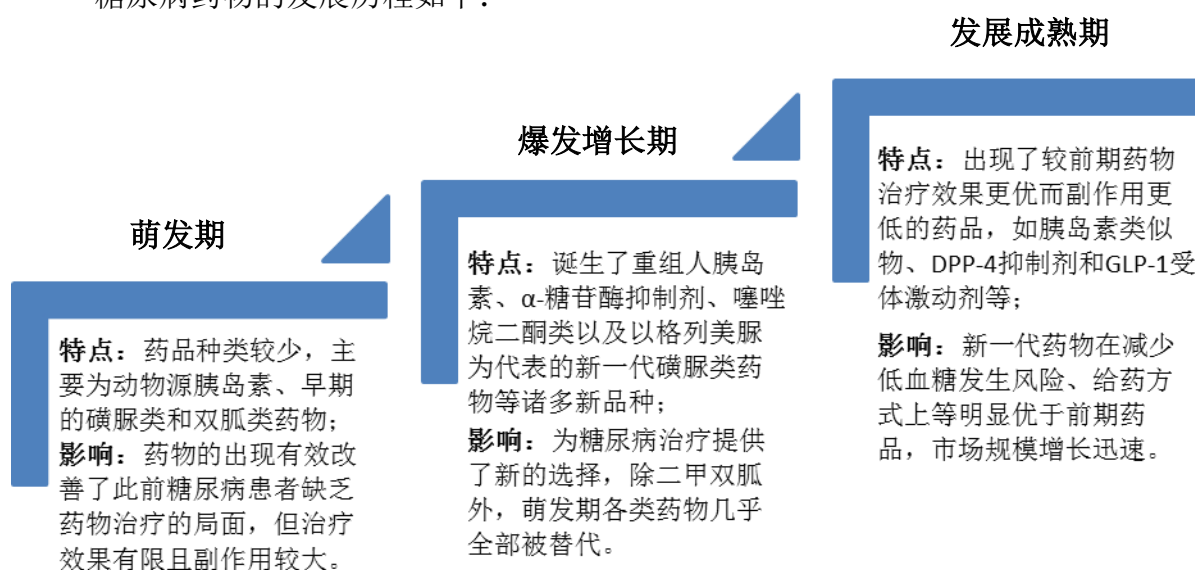 糖尿病药物的发展历程如下：
萌发期
特点：药品种类较少，主
要为动物源胰岛素、早期
的磺脲类和双胍类药物；
影响：药物的出现有效改
善了此前糖尿病患者缺乏
药物治疗的局面，但治疗
效果有限且副作用较大。
爆发增长期
特点：诞生了重组人胰岛
素、α-糖苷酶抑制剂、噻唑
烷二酮类以及以格列美脲
为代表的新一代磺脲类药
物等诸多新品种；
影响：为糖尿病治疗提供
了新的选择，除二甲双胍
外，萌发期各类药物几乎
全部被替代。
发展成熟期
特点：出现了较前期药物
治疗效果更优而副作用更
低的药品，如胰岛素类似
物、DPP-4抑制剂和GLP-1受
体激动剂等；
影响：新一代药物在减少
低血糖发生风险、给药方
式上等明显优于前期药
品，市场规模增长迅速。